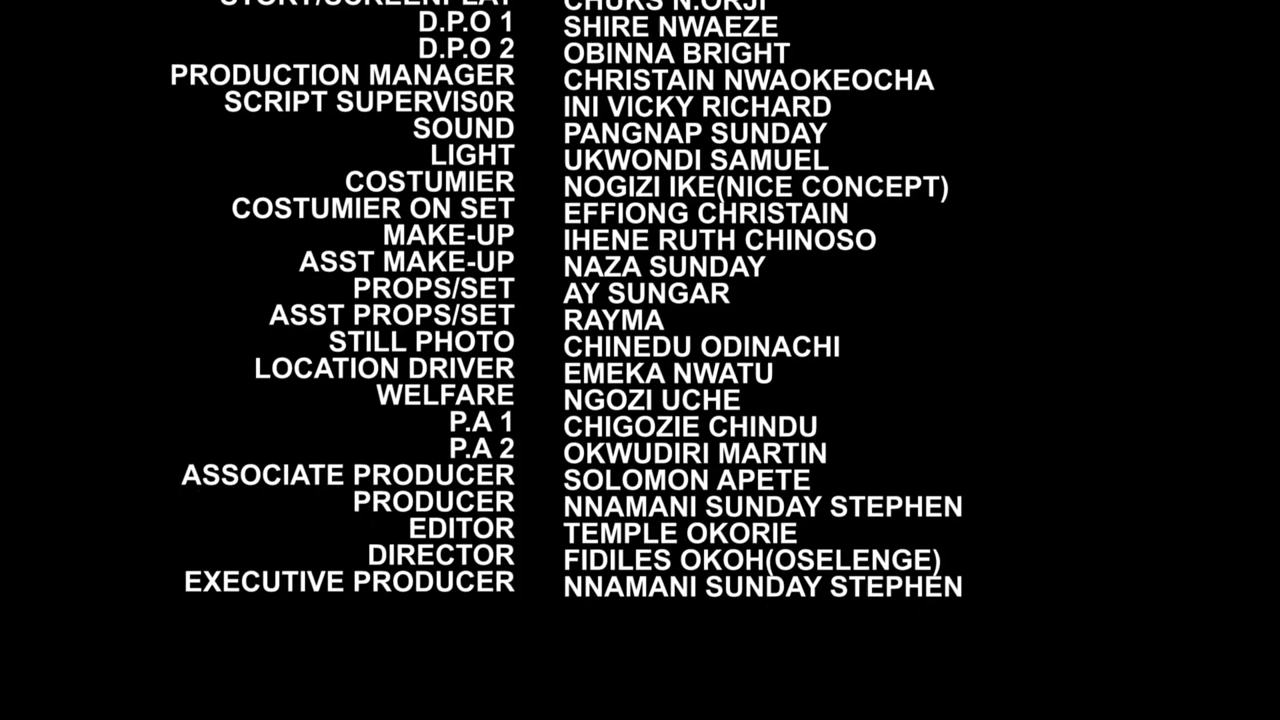 STORY/SCREENPLAY CHUKS N.ORJI
D.P.O 1 SHIRE NWAEZE
D.P.O 2 OBINNA BRIGHT
PRODUCTION MANAGER CHRISTAIN NWAOKEOCHA
SCRIPT SUPERVIS0R INI VICKY RICHARD
SOUND PANGNAP SUNDAY
LIGHT UKWONDI SAMUEL
COSTUMIER NOGIZI IKE(NICE CONCEPT)
COSTUMIER ON SET EFFIONG CHRISTAIN
MAKE-UP IHENE RUTH CHINOSO
ASST MAKE-UP NAZA SUNDAY
PROPS/SET AY SUNGAR
ASST PROPS/SET RAYMA
STILL PHOTO CHINEDU ODINACHI
LOCATION DRIVER EMEKA NWATU
WELFARE NGOZI UCHE
P.A 1 CHIGOZIE CHINDU
P.A 2 OKWUDIRI MARTIN
ASSOCIATE PRODUCER SOLOMON APETE
PRODUCER NNAMANI SUNDAY STEPHEN
EDITOR TEMPLE OKORIE
DIRECTOR FIDILES OKOH(OSELENGE)
EXECUTIVE PRODUCER NNAMANI SUNDAY STEPHEN